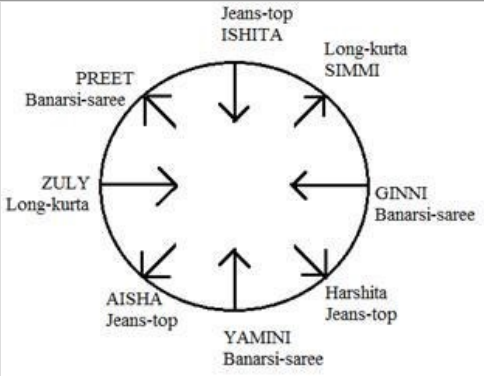 Jeans-top
ISHITA
Long-kurta
SIMMI
PREET
Banarsi-saree
ZULY
Long-kurta
GINNI
Banarsi-saree
AISHA
Jeans-top
Harshita
Jeans-top
YAMINI
Banarsi-saree